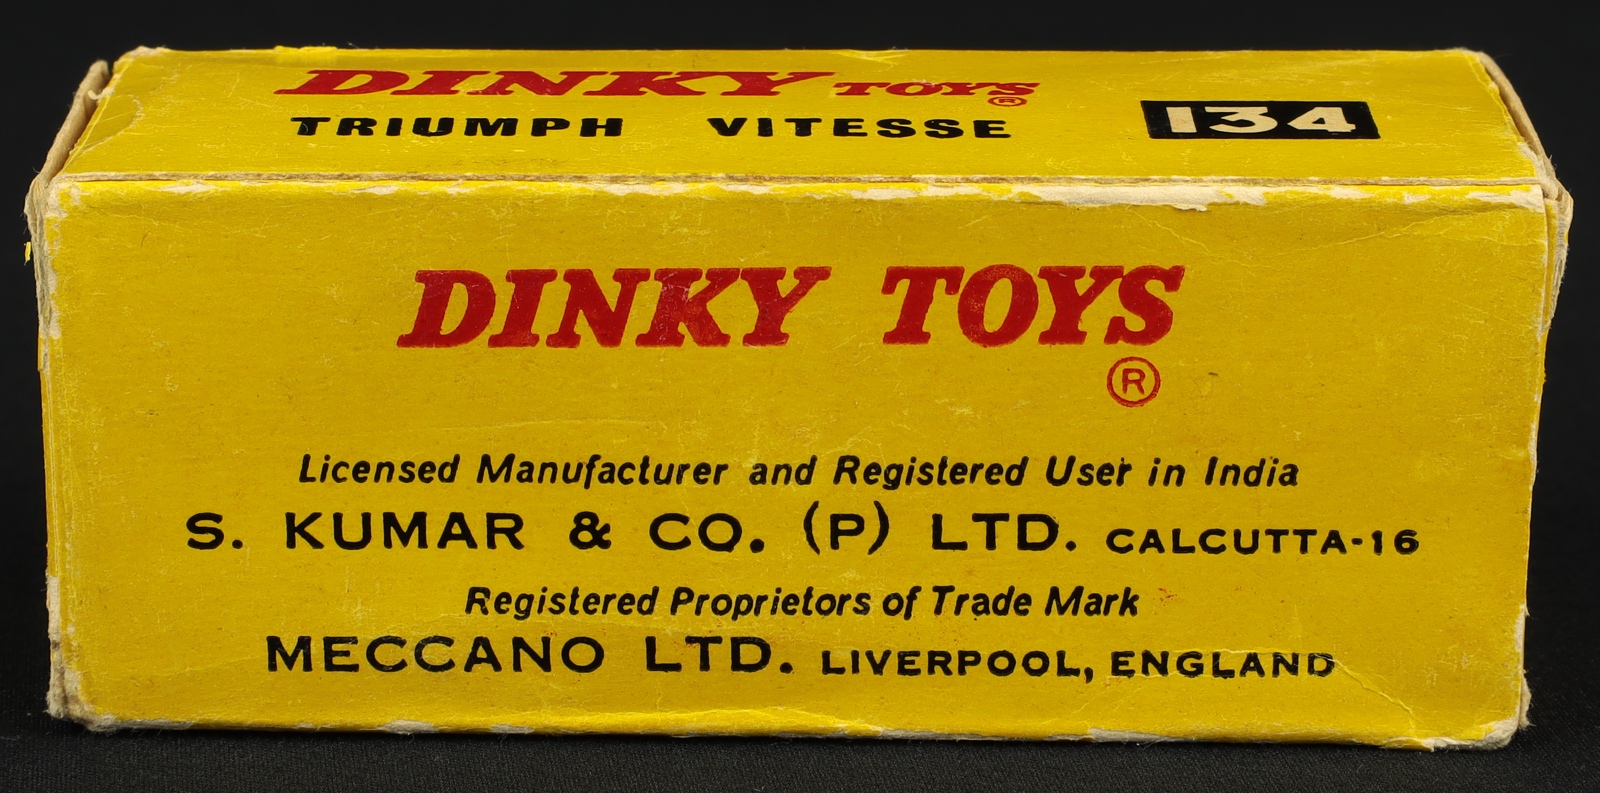 DINKY TOYS ®
TRIUMPH VITESSE 134
DINKY TOYS
®
Licensed Manufacturer and Registered User in India
S. KUMAR & CO. (P) LTD. CALCUTTA-16
Registered Proprietors of Trade Mark
MECCANO LTD. LIVERPOOL, ENGLAND